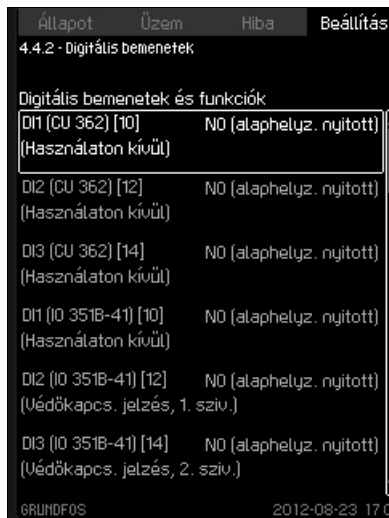 Állapot Üzem Hiba Beállítás
4.4.2 - Digitális bemenetek
Digitális bemenetek és funkciók
DI1 (CU 362) [10] NO (alaphelyz. nyitott)
(Használaton kívül)
DI2 (CU 362) [12] NO (alaphelyz. nyitott)
(Használaton kívül)
DI3 (CU 362) [14] NO (alaphelyz. nyitott)
(Használaton kívül)
DI1 (IO 351B-41) [10] NO (alaphelyz. nyitott)
(Használaton kívül)
DI2 (IO 351B-41) [12] NO (alaphelyz. nyitott)
(Védőkapcs. jelzés, 1. sziv.)
DI3 (IO 351B-41) [14] NO (alaphelyz. nyitott)
(Védőkapcs. jelzés, 2. sziv.)
GRUNDFOS 2012-08-23